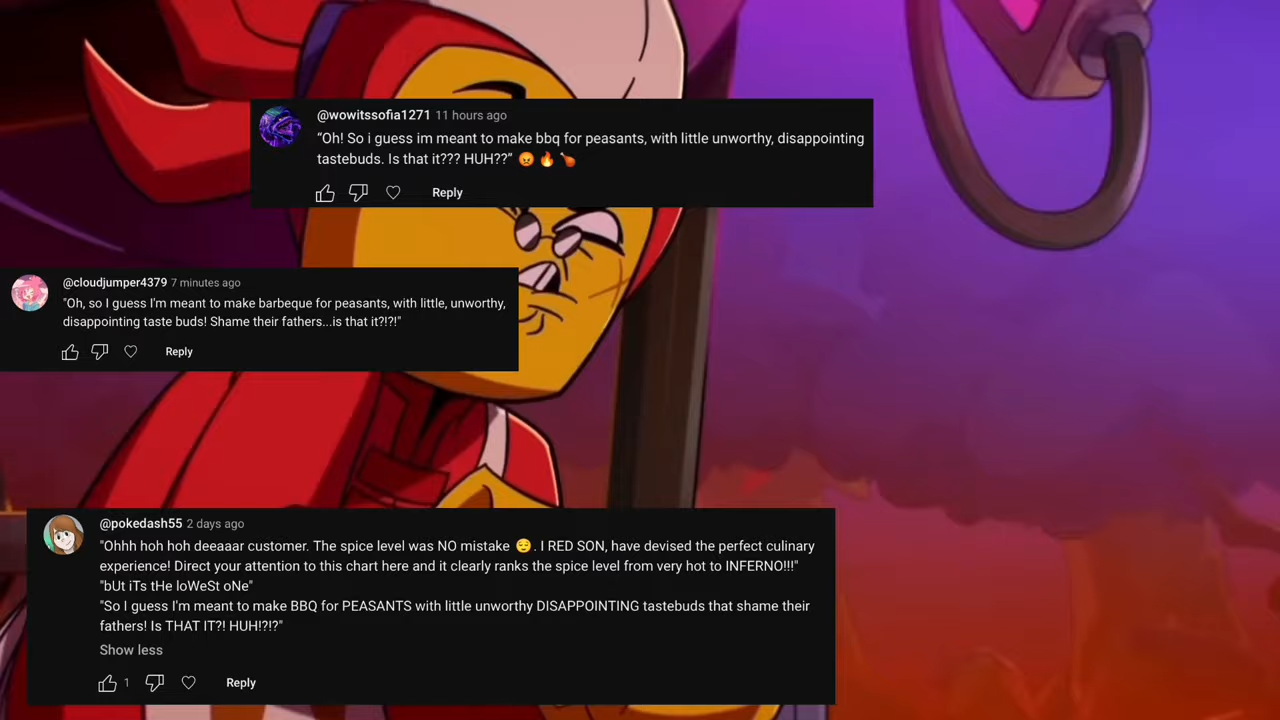 @wowitssofia1271 11 hours ago
“Oh! So i guess im meant to make bbq for peasants, with little unworthy, disappointing
tastebuds. Is that it??? HUH??” 😡 🔥 🍗
Reply
@cloudjumper4379 7 minutes ago
"Oh, so I guess I'm meant to make barbeque for peasants, with little, unworthy,
disappointing taste buds! Shame their fathers...is that it?!?!"
Reply
@pokedash55 2 days ago
"Ohhh hoh hoh deeaaar customer. The spice level was NO mistake 😌. I RED SON, have devised the perfect culinary
experience! Direct your attention to this chart here and it clearly ranks the spice level from very hot to INFERNO!!!"
"bUt iTs tHe loWeSt oNe"
"So I guess I'm meant to make BBQ for PEASANTS with little unworthy DISAPPOINTING tastebuds that shame their
fathers! Is THAT IT?! HUH!?!?"
Show less
1 Reply